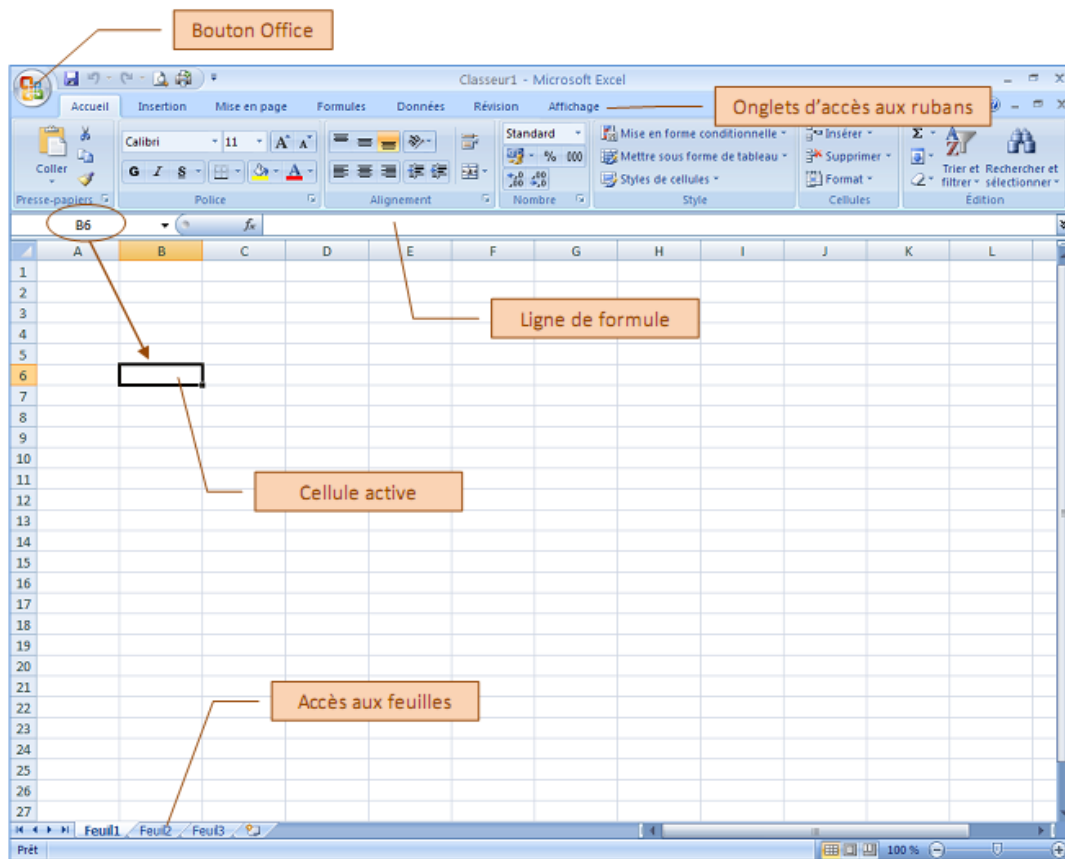 Bouton Office
Classeur1 - Microsoft Excel
Accueil Insertion Mise en page Formules Données Révision Affichage
Onglets d'accès aux rubans
Calibri 11 Standard Mise en forme conditionnelle Insérer Σ
Coller G I S % 000 Mettre sous forme de tableau Supprimer
Styles de cellules Format
Trier et filtrer Rechercher et sélectionner
Presse-papiers Police Alignement Nombre Style Cellules Édition
B6 fx
A B C D E F G H I J K L
1
2
3
Ligne de formule
4
5
6
7
8
9
10
11
Cellule active
12
13
14
15
16
17
18
19
20
21
Accès aux feuilles
22
23
24
25
26
27
Feuil1 Feuil2 Feuil3
Prêt 100 %